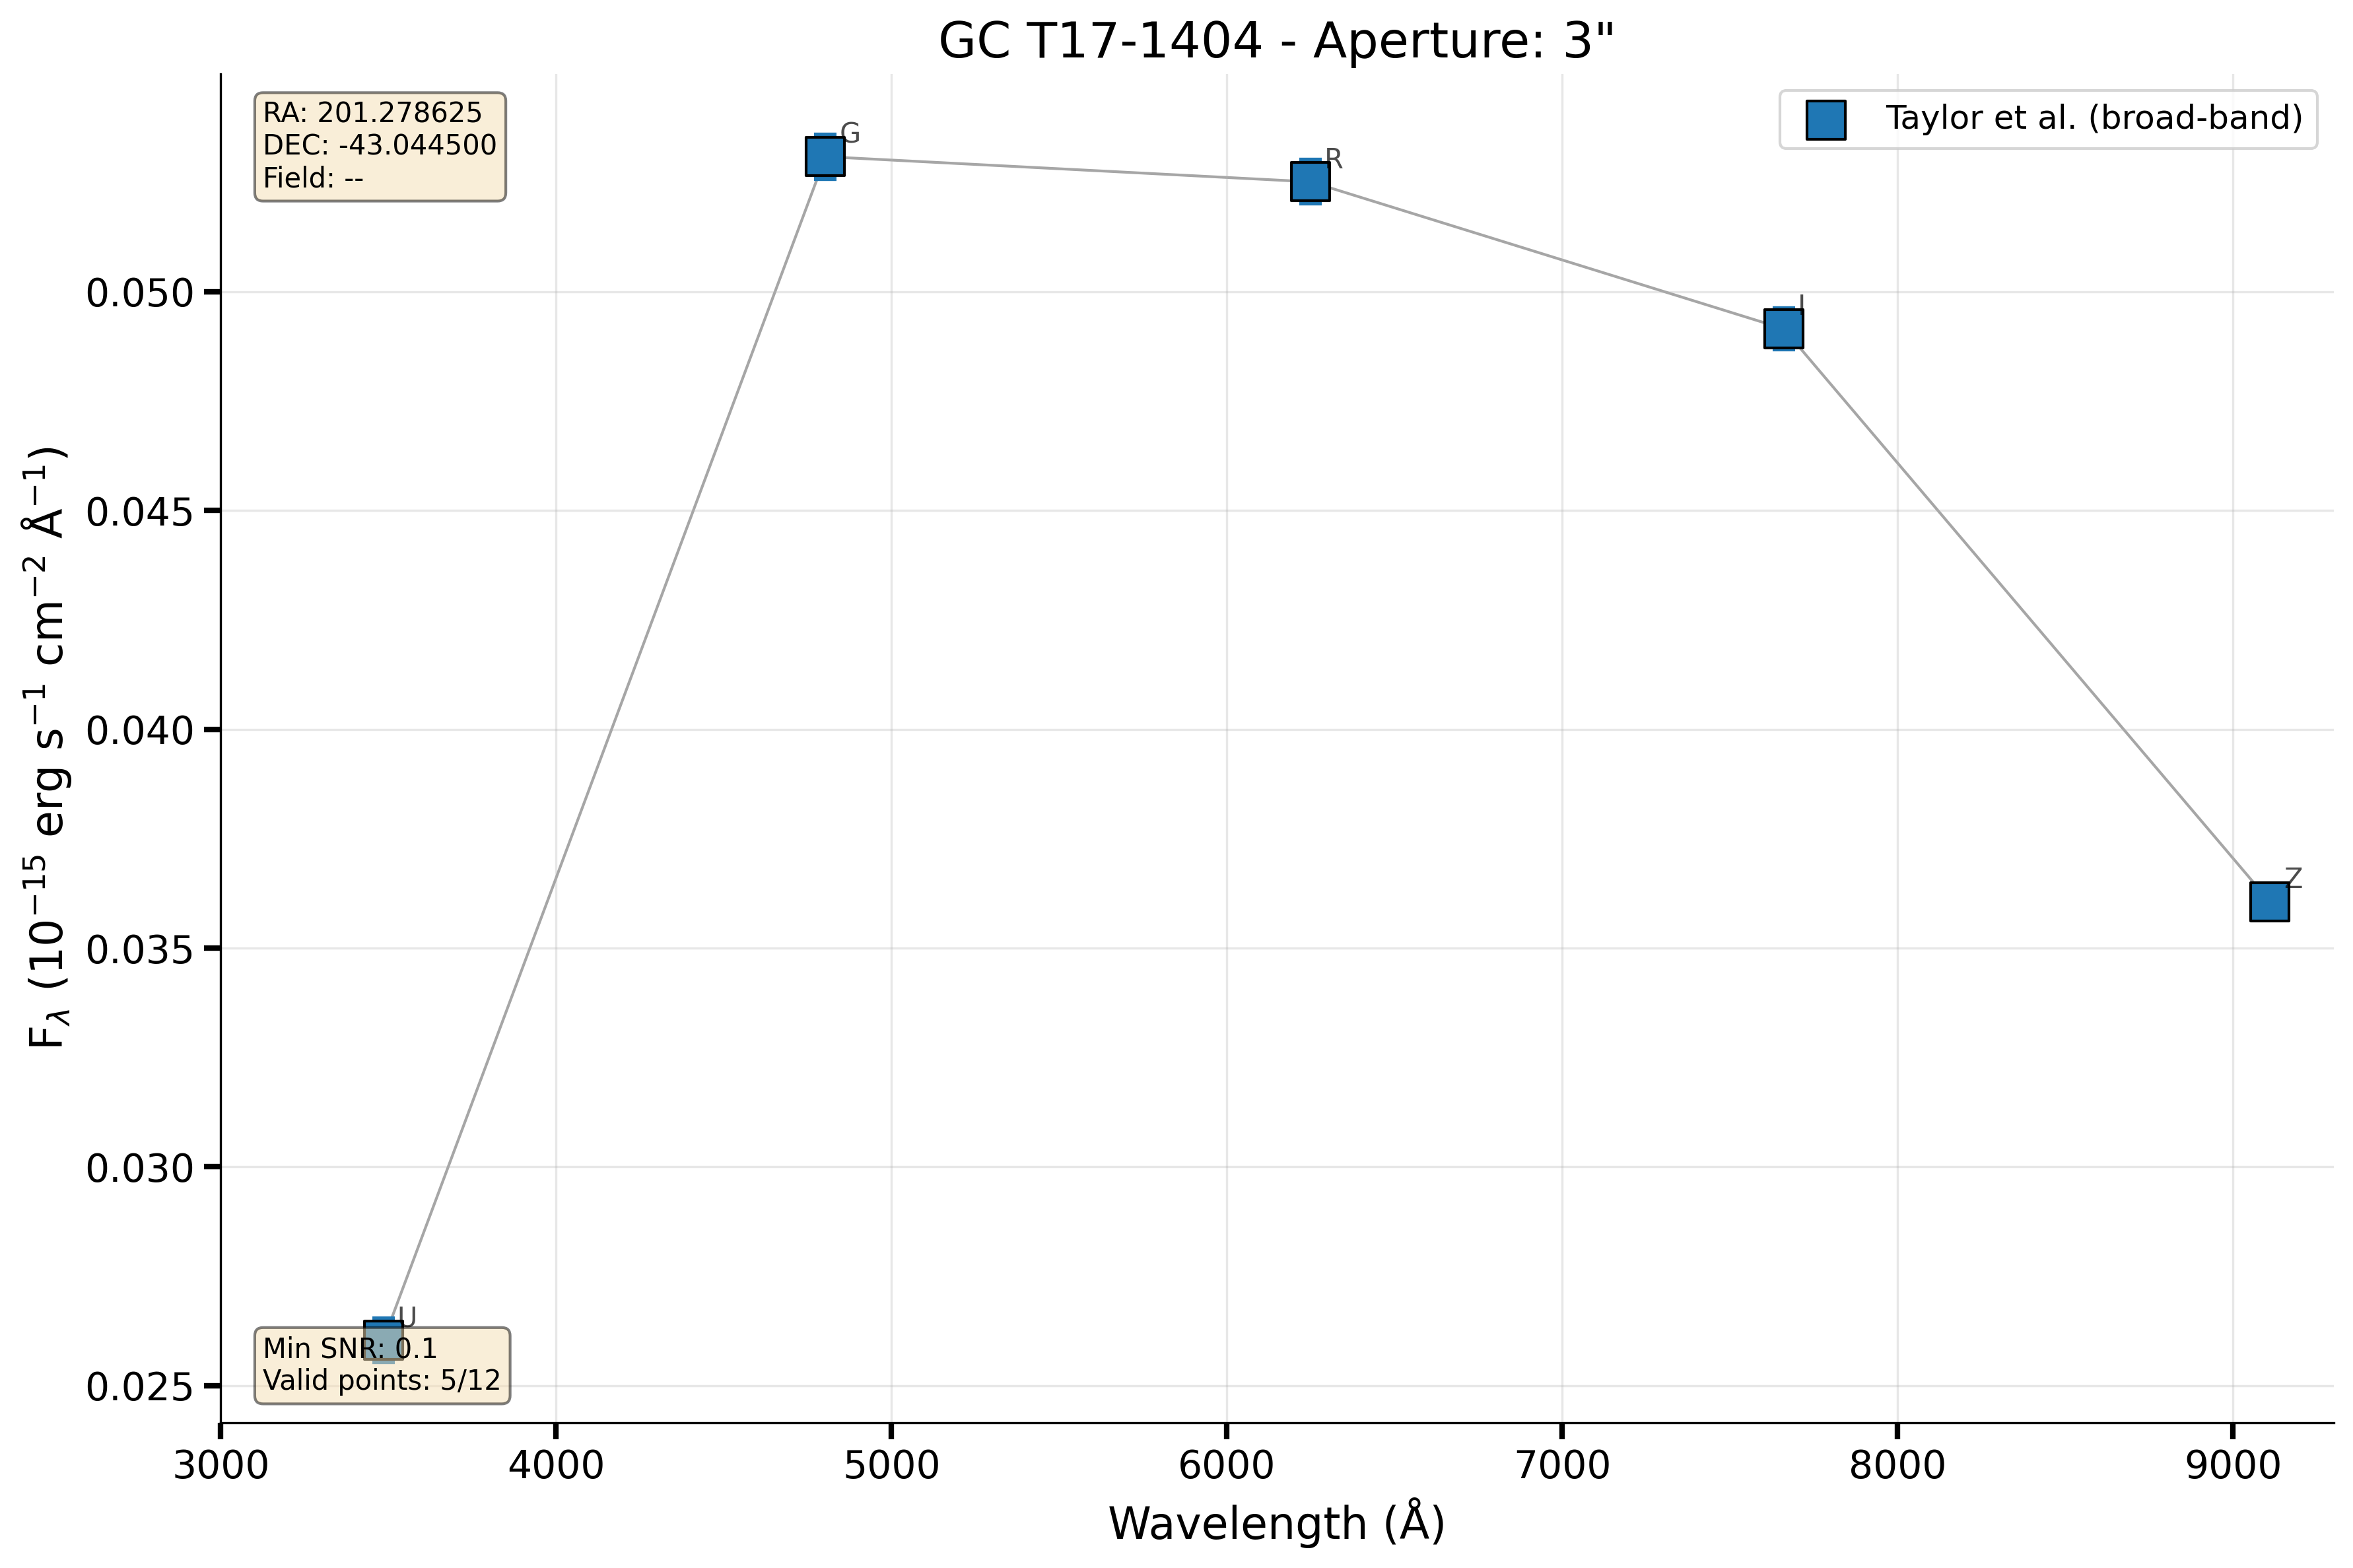 GC T17-1404 - Aperture: 3"
RA: 201.278625
DEC: -43.044500
Field: --
Taylor et al. (broad-band)
G
R
I
Z
U
Min SNR: 0.1
Valid points: 5/12
0.050
0.045
0.040
0.035
0.030
0.025
F_λ (10⁻¹⁵ erg s⁻¹ cm⁻² Å⁻¹)
3000 4000 5000 6000 7000 8000 9000
Wavelength (Å)